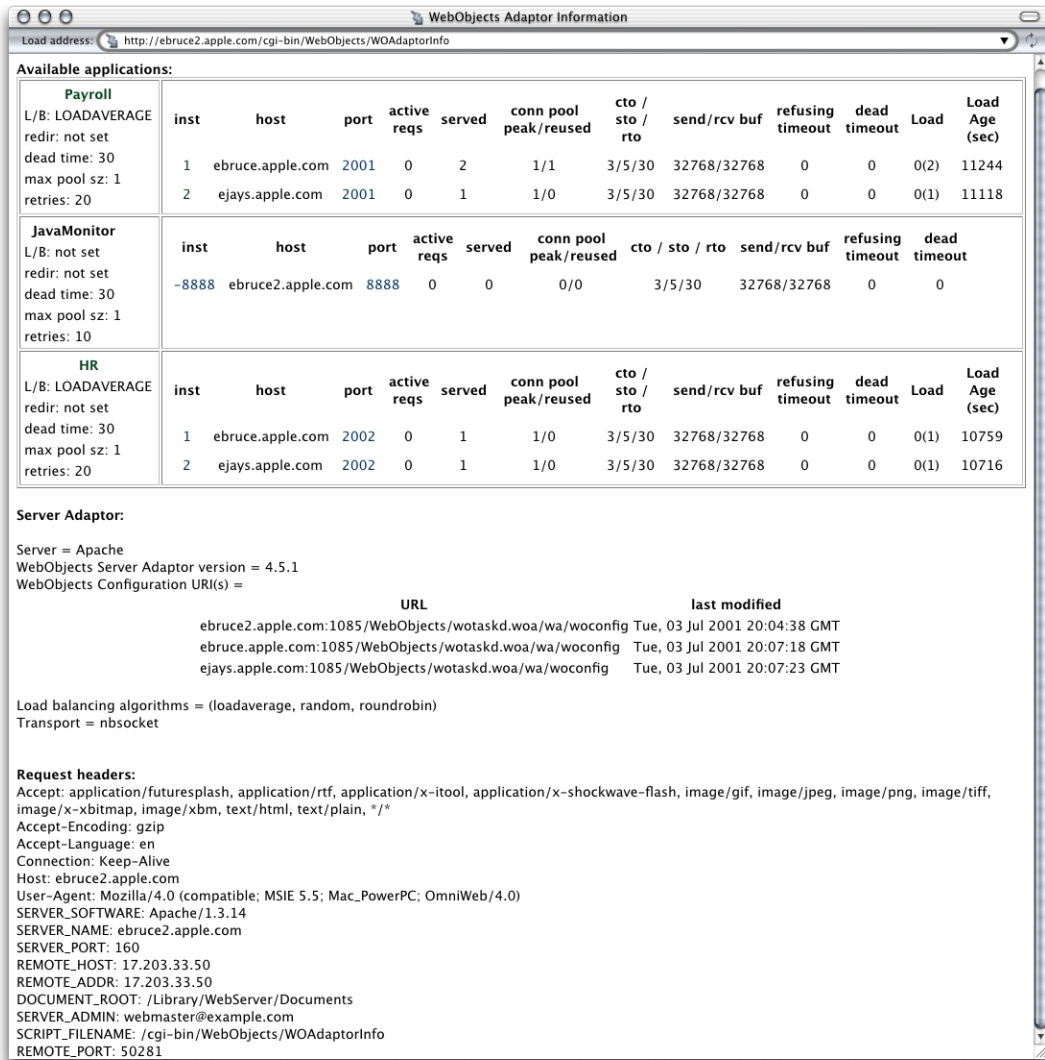 WebObjects Adaptor Information
Load address: http://ebruce2.apple.com/cgi-bin/WebObjects/WOAdaptorInfo
Available applications:
Payroll
L/B: LOADAVERAGE
redir: not set
dead time: 30
max pool sz: 1
retries: 20
inst host port active reqs served conn pool peak/reused cto / sto / rto send/rcv buf refusing timeout dead timeout Load Load Age (sec)
1 ebruce.apple.com 2001 0 2 1/1 3/5/30 32768/32768 0 0 0(2) 11244
2 ejays.apple.com 2001 0 1 1/0 3/5/30 32768/32768 0 0 0(1) 11118
JavaMonitor
L/B: not set
redir: not set
dead time: 30
max pool sz: 1
retries: 10
inst host port active reqs served conn pool peak/reused cto / sto / rto send/rcv buf refusing timeout dead timeout
-8888 ebruce2.apple.com 8888 0 0 0/0 3/5/30 32768/32768 0 0
HR
L/B: LOADAVERAGE
redir: not set
dead time: 30
max pool sz: 1
retries: 20
inst host port active reqs served conn pool peak/reused cto / sto / rto send/rcv buf refusing timeout dead timeout Load Load Age (sec)
1 ebruce.apple.com 2002 0 1 1/0 3/5/30 32768/32768 0 0 0(1) 10759
2 ejays.apple.com 2002 0 1 1/0 3/5/30 32768/32768 0 0 0(1) 10716
Server Adaptor:
Server = Apache
WebObjects Server Adaptor version = 4.5.1
WebObjects Configuration URI(s) =
URL last modified
ebruce2.apple.com:1085/WebObjects/wotaskd.woa/wa/woconfig Tue, 03 Jul 2001 20:04:38 GMT
ebruce.apple.com:1085/WebObjects/wotaskd.woa/wa/woconfig Tue, 03 Jul 2001 20:07:18 GMT
ejays.apple.com:1085/WebObjects/wotaskd.woa/wa/woconfig Tue, 03 Jul 2001 20:07:23 GMT
Load balancing algorithms = (loadaverage, random, roundrobin)
Transport = nbsocket
Request headers:
Accept: application/futuresplash, application/rtf, application/x-itool, application/x-shockwave-flash, image/gif, image/jpeg, image/png, image/tiff,
image/x-xbitmap, image/xbm, text/html, text/plain, */*
Accept-Encoding: gzip
Accept-Language: en
Connection: Keep-Alive
Host: ebruce2.apple.com
User-Agent: Mozilla/4.0 (compatible; MSIE 5.5; Mac_PowerPC; OmniWeb/4.0)
SERVER_SOFTWARE: Apache/1.3.14
SERVER_NAME: ebruce2.apple.com
SERVER_PORT: 160
REMOTE_HOST: 17.203.33.50
REMOTE_ADDR: 17.203.33.50
DOCUMENT_ROOT: /Library/WebServer/Documents
SERVER_ADMIN: webmaster@example.com
SCRIPT_FILENAME: /cgi-bin/WebObjects/WOAdaptorInfo
REMOTE_PORT: 50281